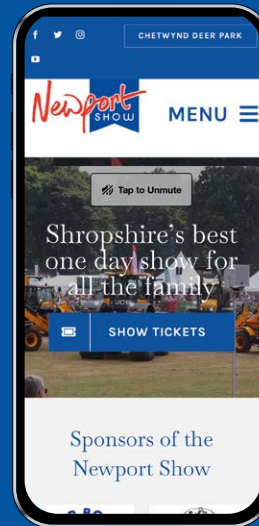 CHETWYND DEER PARK
Newport
SHOW
MENU
Tap to Unmute
Shropshire's best
one day show for
all the family
SHOW TICKETS
Sponsors of the
Newport Show